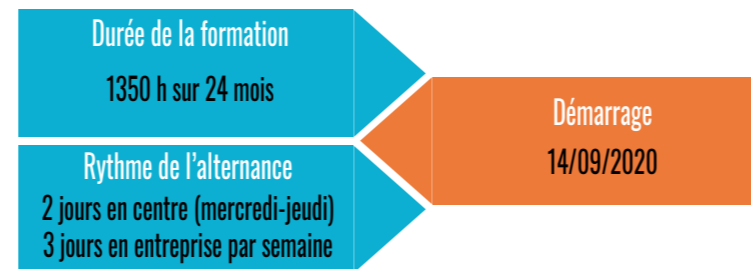 Durée de la formation
1350 h sur 24 mois
Démarrage
14/09/2020
Rythme de l'alternance
2 jours en centre (mercredi-jeudi)
3 jours en entreprise par semaine